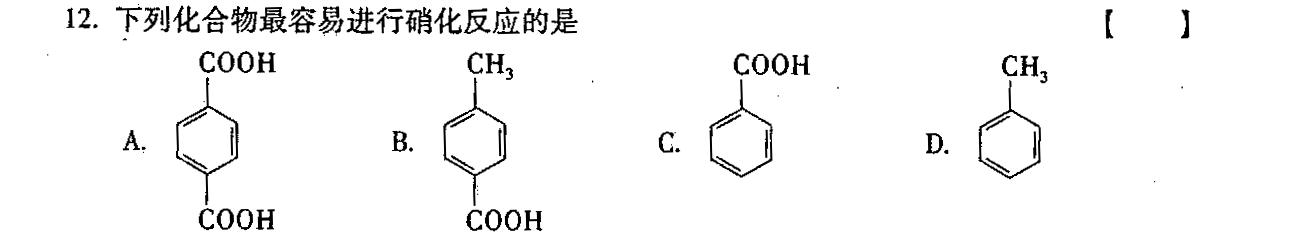 12. 下列化合物最容易进行硝化反应的是 【 】
COOH CH₃ COOH CH₃
A. B. C. D.
COOH COOH